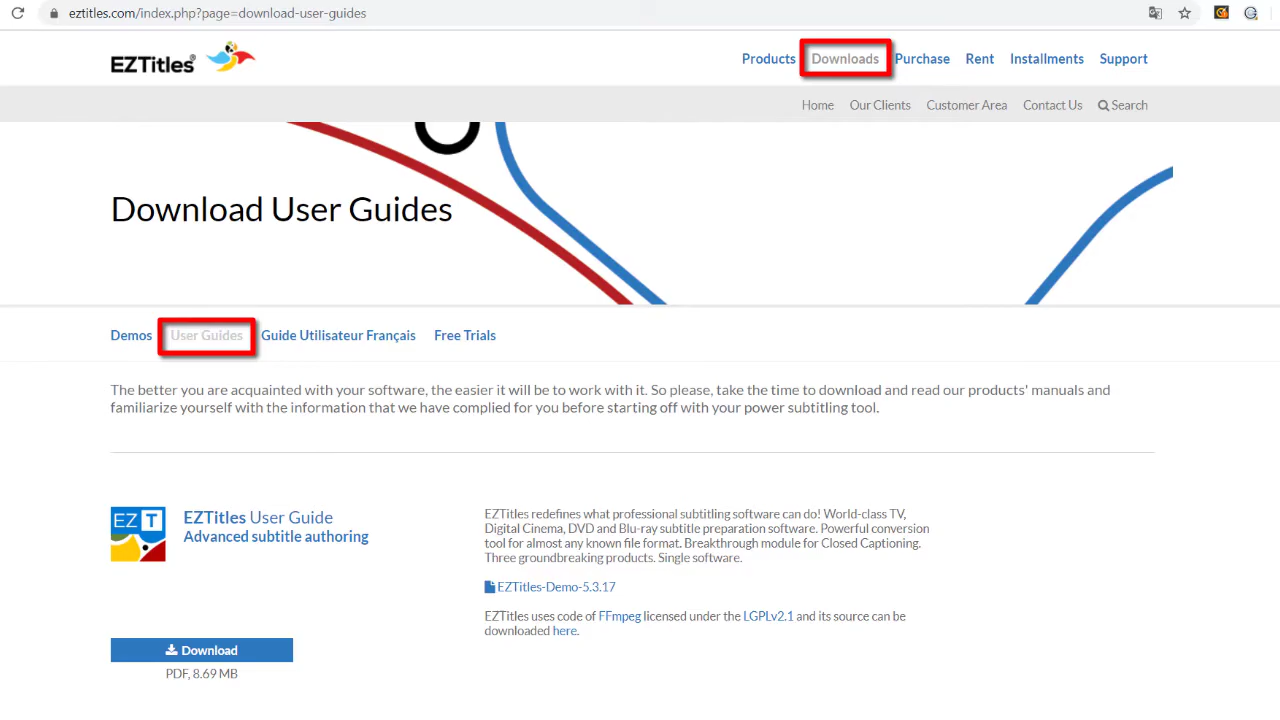 eztitles.com/index.php?page=download-user-guides
EZTitles®
Products Downloads Purchase Rent Installments Support
Home Our Clients Customer Area Contact Us Search
Download User Guides
Demos User Guides Guide Utilisateur Français Free Trials
The better you are acquainted with your software, the easier it will be to work with it. So please, take the time to download and read our products' manuals and
familiarize yourself with the information that we have complied for you before starting off with your power subtitling tool.
EZ T
EZTitles User Guide
Advanced subtitle authoring
EZTitles redefines what professional subtitling software can do! World-class TV,
Digital Cinema, DVD and Blu-ray subtitle preparation software. Powerful conversion
tool for almost any known file format. Breakthrough module for Closed Captioning.
Three groundbreaking products. Single software.
EZTitles-Demo-5.3.17
EZTitles uses code of FFmpeg licensed under the LGPLv2.1 and its source can be
downloaded here.
Download
PDF, 8.69 MB